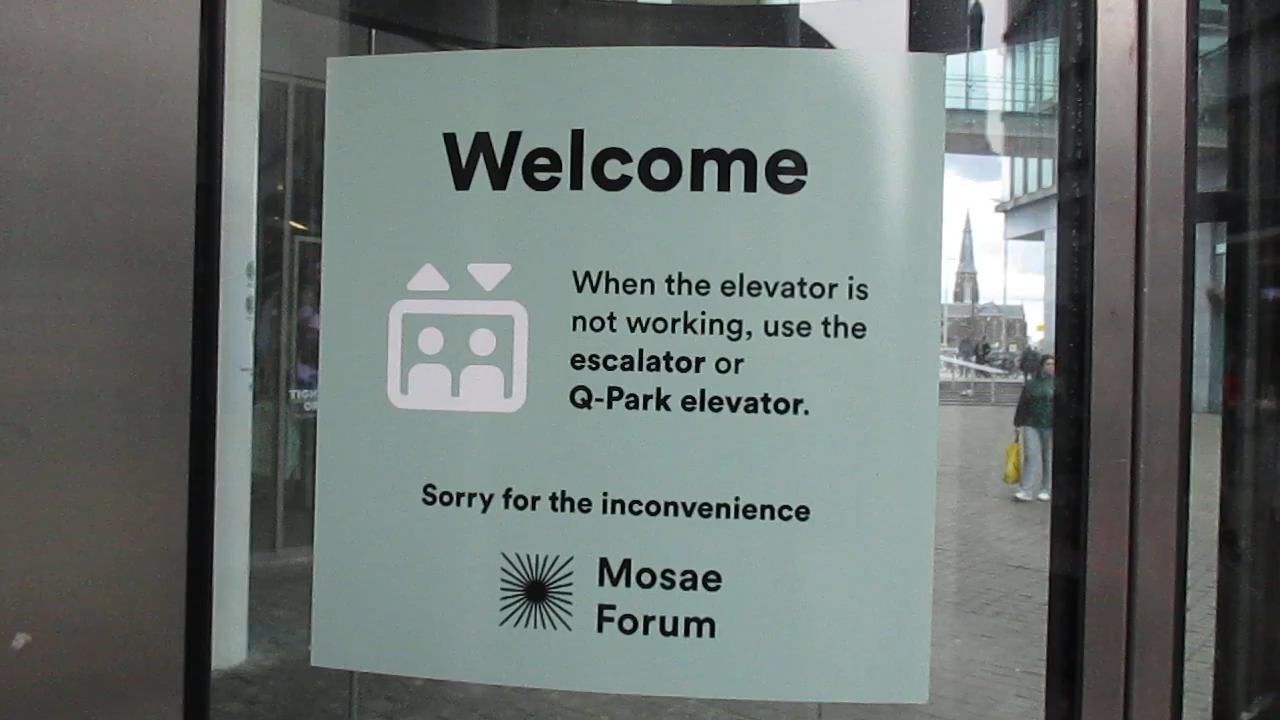 Welcome
When the elevator is
not working, use the
escalator or
Q-Park elevator.
Sorry for the inconvenience
Mosae
Forum